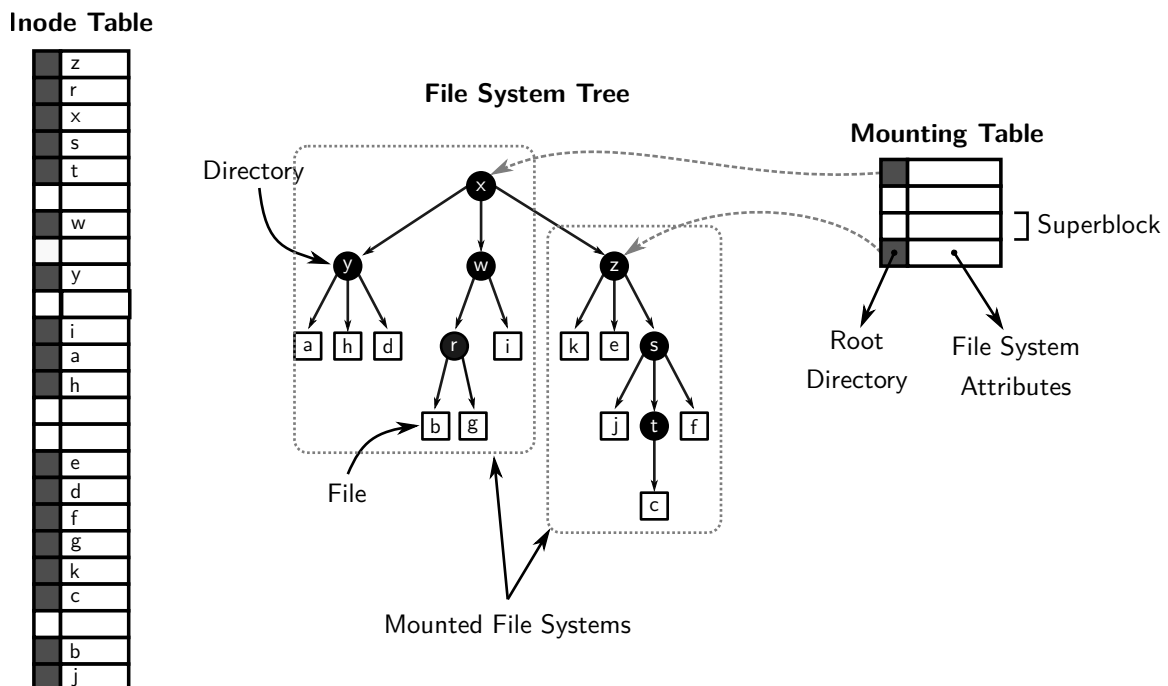 Inode Table
z
r
x
s
t
w
y
i
a
h
e
d
f
g
k
c
b
j
File System Tree
Directory
x
y
w
z
a
h
d
r
i
k
e
s
b
g
j
t
f
c
File
Mounted File Systems
Mounting Table
Superblock
Root
Directory
File System
Attributes